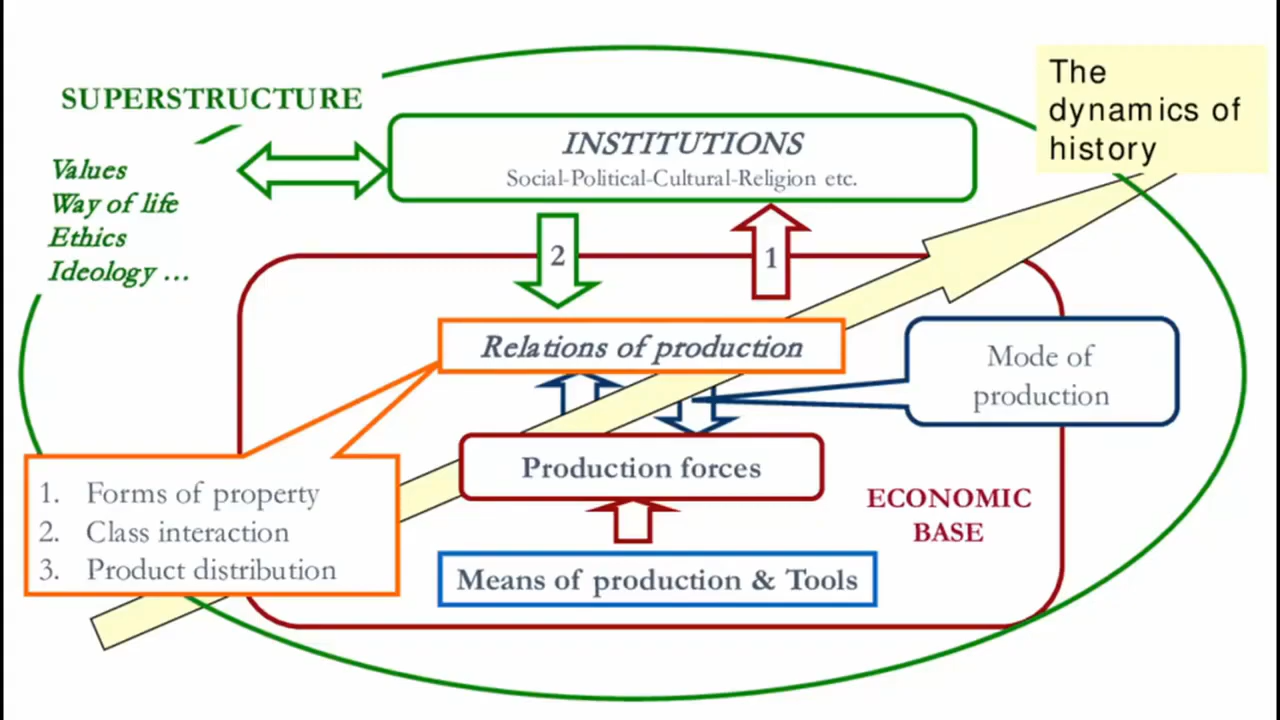 SUPERSTRUCTURE
Values
Way of life
Ethics
Ideology ...
INSTITUTIONS
Social-Political-Cultural-Religion etc.
The
dynamics of
history
2
1
Relations of production
Mode of
production
Production forces
1. Forms of property
2. Class interaction
3. Product distribution
ECONOMIC
BASE
Means of production & Tools